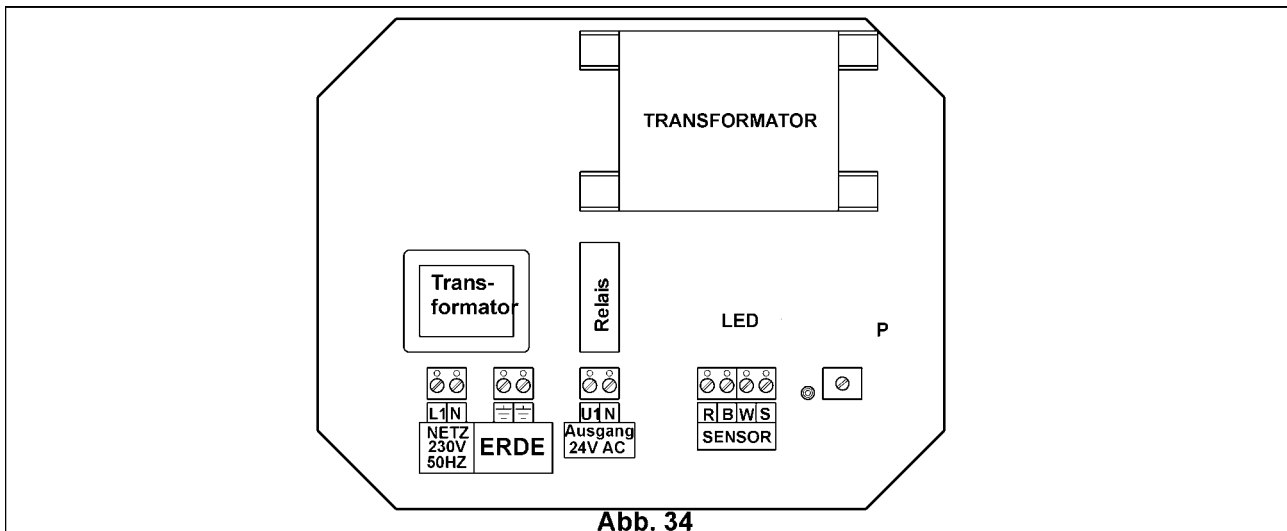 TRANSFORMATOR
Trans-
formator
Relais
LED
P
L1 N
U1 N
R B W S
NETZ
230V
50HZ
ERDE
Ausgang
24V AC
SENSOR
Abb. 34